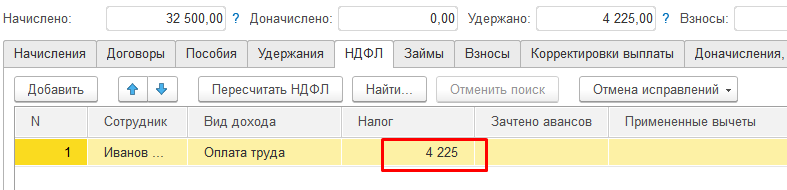 Начислено: 32 500,00 ? Доначислено: 0,00 Удержано: 4 225,00 ? Взносы:
Начисления Договоры Пособия Удержания НДФЛ Займы Взносы Корректировки выплаты Доначисления,
Добавить Пересчитать НДФЛ Найти... Отменить поиск Отмена исправлений
N Сотрудник Вид дохода Налог Зачтено авансов Примененные вычеты
1 Иванов ... Оплата труда 4 225